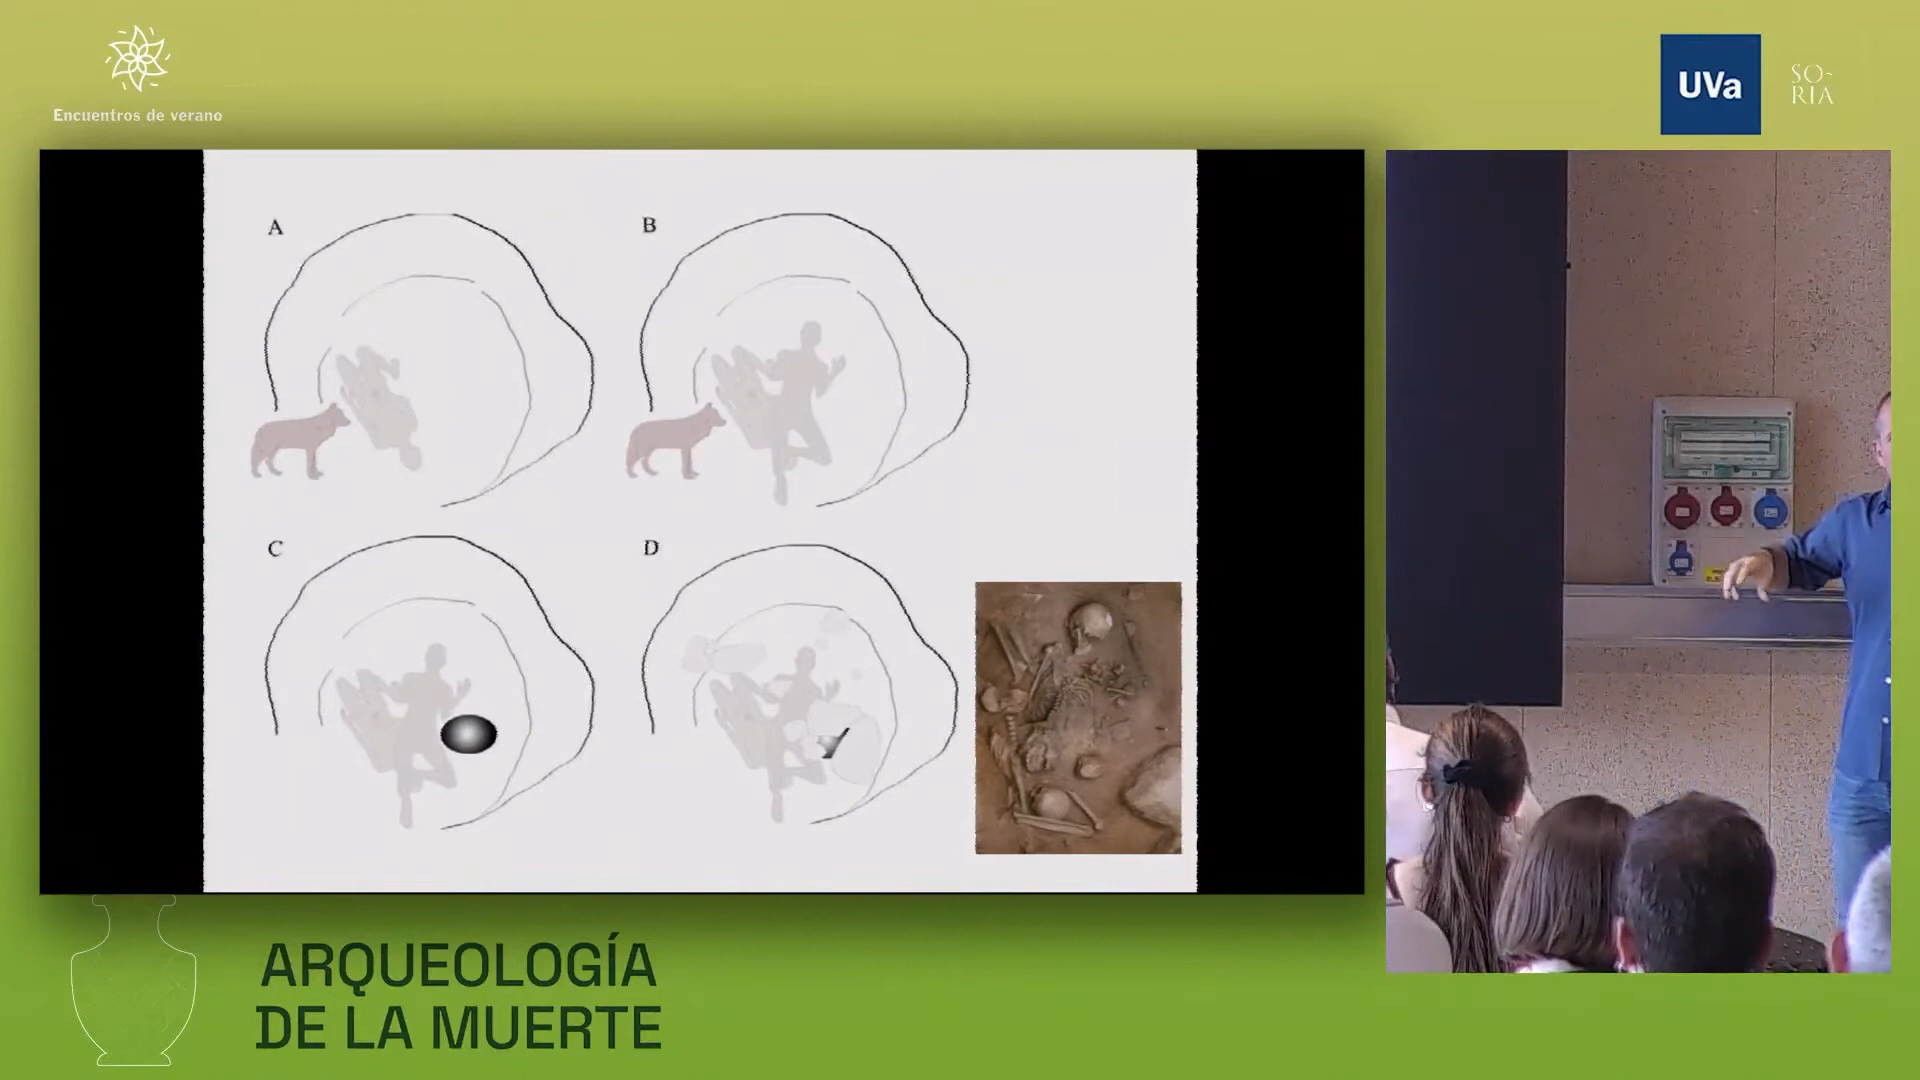 Encuentros de verano
UVa
SO-
RIA
A
B
C
D
ARQUEOLOGÍA
DE LA MUERTE